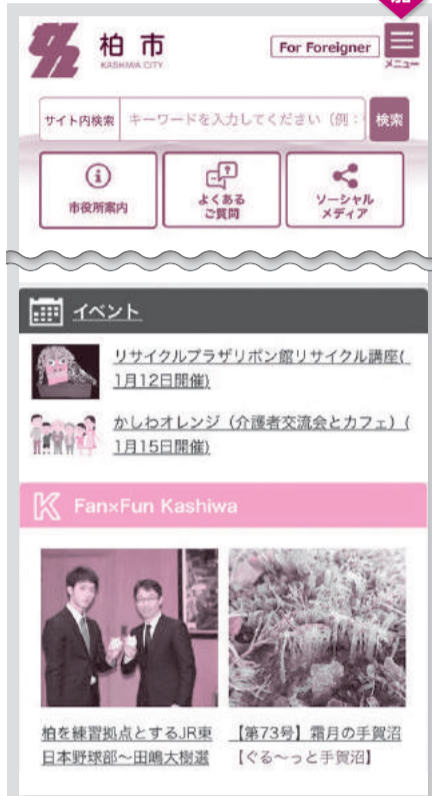 加
柏市
KASHIWA CITY
For Foreigner
メニュー
サイト内検索
キーワードを入力してください（例：
検索
市役所案内
よくある
ご質問
ソーシャル
メディア
イベント
リサイクルプラザリボン館リサイクル講座(
1月12日開催)
かしわオレンジ（介護者交流会とカフェ）(
1月15日開催)
K Fan×Fun Kashiwa
柏を練習拠点とするJR東
日本野球部～田嶋大樹選
【第73号】霜月の手賀沼
【ぐる～っと手賀沼】